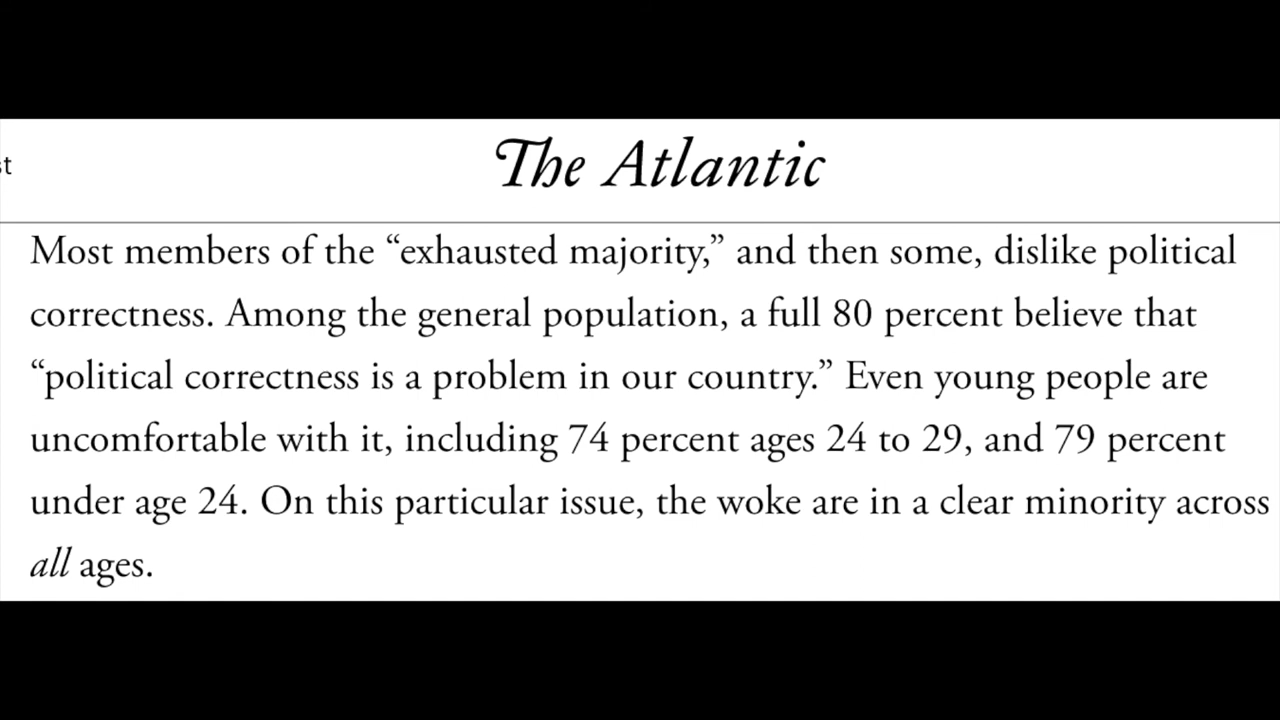 st
The Atlantic
Most members of the “exhausted majority,” and then some, dislike political
correctness. Among the general population, a full 80 percent believe that
“political correctness is a problem in our country.” Even young people are
uncomfortable with it, including 74 percent ages 24 to 29, and 79 percent
under age 24. On this particular issue, the woke are in a clear minority across
all ages.